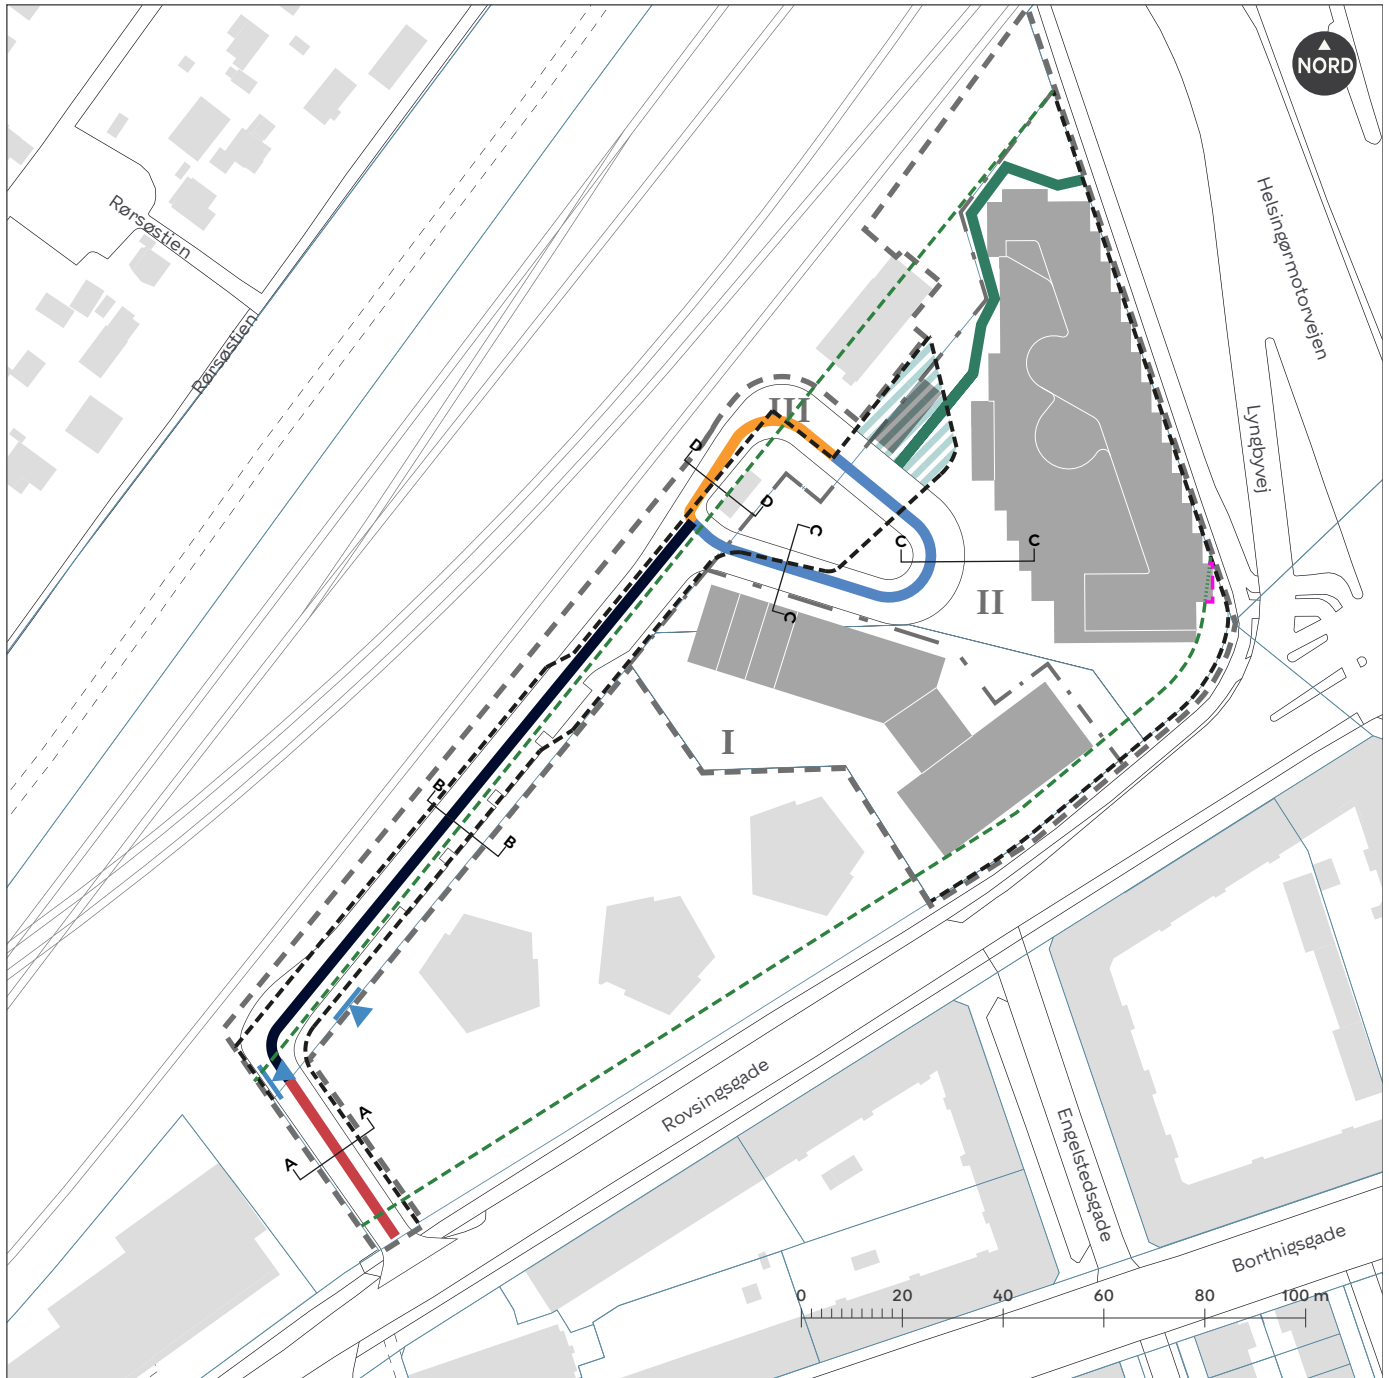 NORD
Rørsøstien
Helsingørmotorvejen
Rørsøstien
III
Lyngbyvej
D
D
C
C
C
C
II
I
B
B
A
A
Rovsingsgade
Engelstedsgade
Borthigsgade
0 20 40 60 80 100 m